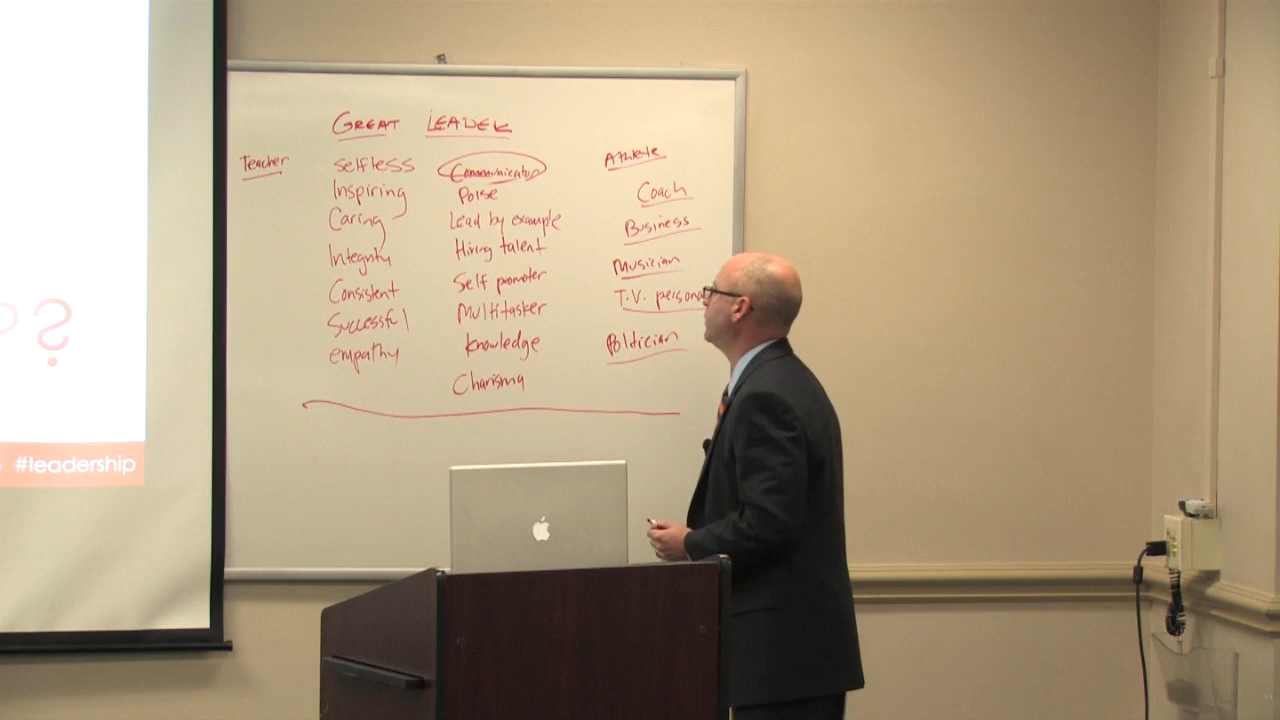 GREAT LEADER
Teacher
selfless
Inspiring
Caring
Integrity
Consistent
Successful
empathy
Communicator
Poise
Lead by example
Hiring talent
Self promoter
Multitasker
knowledge
Charisma
Athlete
Coach
Business
Musician
T.V. persona
Politician
?
#leadership